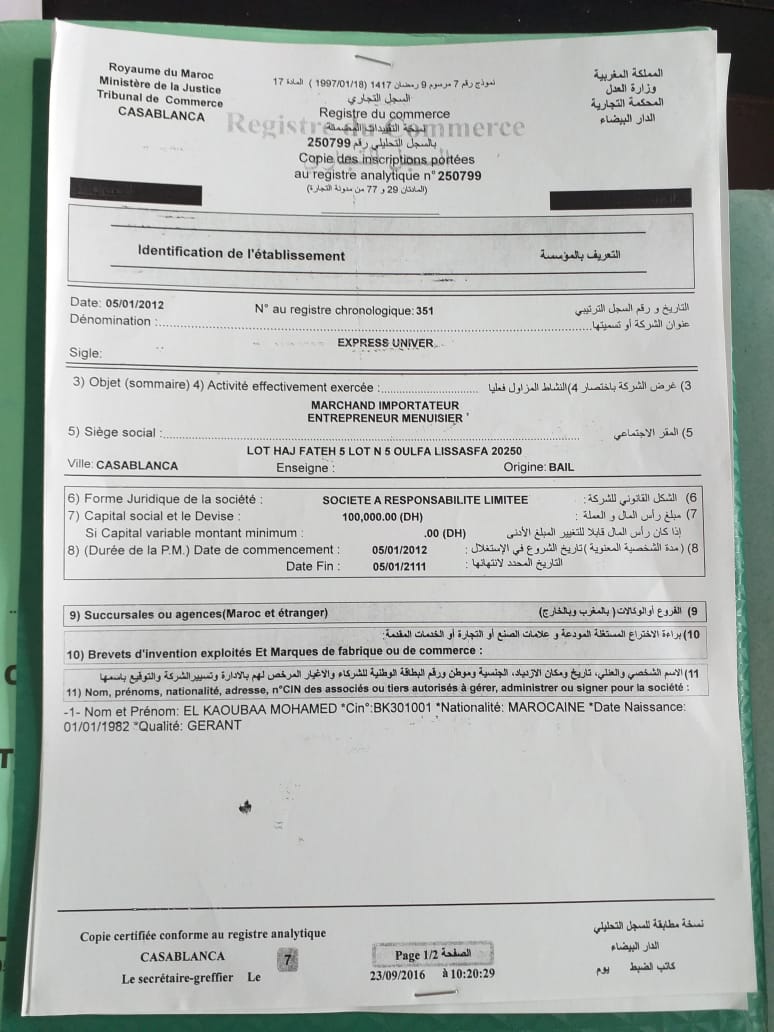 Royaume du Maroc
Ministère de la Justice
Tribunal de Commerce
CASABLANCA
نموذج رقم 7 مرسوم 9 رمضان 1417 (1997/01/18 ) المادة 17
السجل التجاري
Registre du commerce
Registre du Commerce
بالسجل التحليلي رقم 250799
Copie des inscriptions portées
au registre analytique n° 250799
(المادتان 29 و 77 من مدونة التجارة)
المملكة المغربية
وزارة العدل
المحكمة التجارية
الدار البيضاء
Identification de l'établissement التعريف بالمؤسسة
Date: 05/01/2012 N° au registre chronologique: 351 التاريخ و رقم السجل الترتيبي
Dénomination : عنوان الشركة أو تسميتها
EXPRESS UNIVER
Sigle:
3) Objet (sommaire) 4) Activité effectivement exercée : 3) غرض الشركة باختصار 4)النشاط المزاول فعليا
MARCHAND IMPORTATEUR
ENTREPRENEUR MENUISIER
5) Siège social : 5) المقر الاجتماعي
LOT HAJ FATEH 5 LOT N 5 OULFA LISSASFA 20250
Ville: CASABLANCA Enseigne : Origine: BAIL
6) Forme Juridique de la société : SOCIETE A RESPONSABILITE LIMITEE 6) الشكل القانوني للشركة:
7) Capital social et le Devise : 100,000.00 (DH) 7) مبلغ رأس المال و العملة :
Si Capital variable montant minimum : .00 (DH) إذا كان رأس المال قابلا للتغيير المبلغ الأدنى
8) (Durée de la P.M.) Date de commencement : 05/01/2012 8) (مدة الشخصية المعنوية )تاريخ الشروع في الإستغلال :
Date Fin : 05/01/2111 التاريخ المحدد لانتهائها :
9) Succursales ou agences(Maroc et étranger) 9) الفروع أوالوكالات( بالمغرب وبالخارج)
10) براءة الاختراع المستغلة المودعة و علامات الصنع أو التجارة أو الخدمات المقدمة:
10) Brevets d'invention exploités Et Marques de fabrique ou de commerce :
11) الاسم الشخصي والعائلي، تاريخ ومكان الازدياد، الجنسية وموطن ورقم البطاقة الوطنية للشركاء والأغيار المرخص لهم بالادارة وتسيير الشركة والتوقيع باسمها
11) Nom, prénoms, nationalité, adresse, n°CIN des associés ou tiers autorisés à gérer, administrer ou signer pour la société :
-1- Nom et Prénom: EL KAOUBAA MOHAMED *Cin°:BK301001 *Nationalité: MAROCAINE *Date Naissance:
01/01/1982 *Qualité: GERANT
Copie certifiée conforme au registre analytique
CASABLANCA 7
Le secrétaire-greffier Le
Page 1/2 الصفحة
23/09/2016 à 10:20:29
نسخة مطابقة للسجل التحليلي
الدار البيضاء
كاتب الضبط يوم